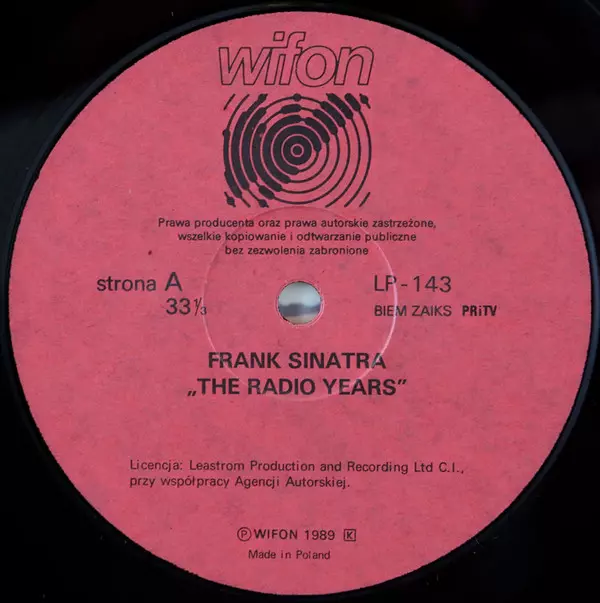 wifon
Prawa producenta oraz prawa autorskie zastrzeżone,
wszelkie kopiowanie i odtwarzanie publiczne
bez zezwolenia zabronione
strona A
LP-143
33⅓
BIEM ZAIKS PRiTV
FRANK SINATRA
„THE RADIO YEARS”
Licencja: Leastrom Production and Recording Ltd C.I.,
przy współpracy Agencji Autorskiej.
Ⓟ WIFON 1989 K
Made in Poland